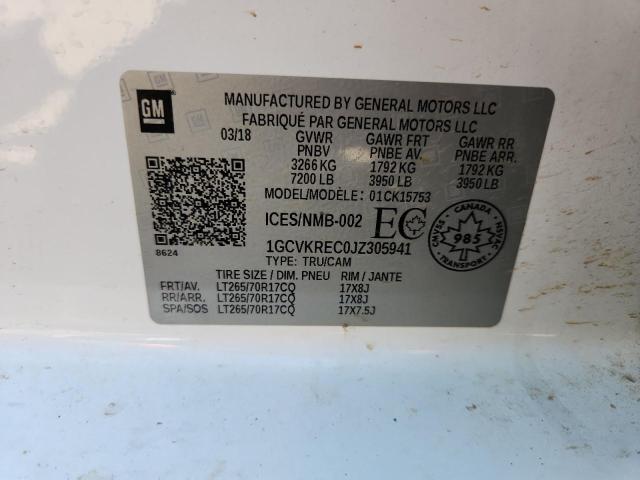 GM
MANUFACTURED BY GENERAL MOTORS LLC
FABRIQUÉ PAR GENERAL MOTORS LLC
03/18 GVWR GAWR FRT GAWR RR
PNBV PNBE AV. PNBE ARR.
3266 KG 1792 KG 1792 KG
7200 LB 3950 LB 3950 LB
MODEL/MODÈLE: 01CK15753
ICES/NMB-002 EC
8624
1GCVKREC0JZ305941
TYPE: TRU/CAM
TIRE SIZE / DIM. PNEU RIM / JANTE
FRT/AV. LT265/70R17CQ 17X8J
RR/ARR. LT265/70R17CQ 17X8J
SPA/SOS LT265/70R17CQ 17X7.5J
CANADA
985
TRANSPORT